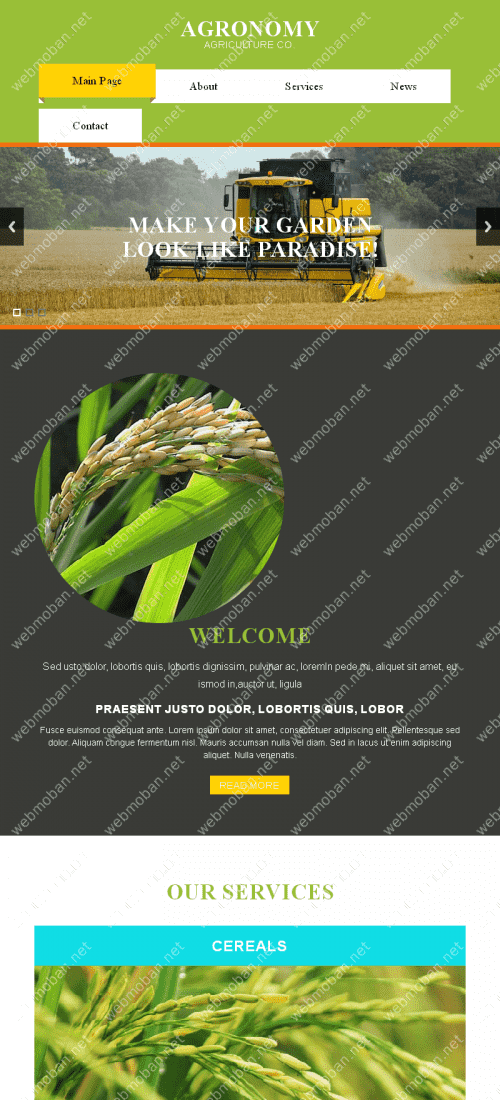 AGRONOMY
AGRICULTURE CO.
Main Page
About
Services
News
Contact
MAKE YOUR GARDEN
LOOK LIKE PARADISE!
WELCOME
Sed usto dolor, lobortis quis, lobortis dignissim, pulvinar ac, loremln pede mi, aliquet sit amet, eu
ismod in,auctor ut, ligula
PRAESENT JUSTO DOLOR, LOBORTIS QUIS, LOBOR
Fusce euismod consequat ante. Lorem ipsum dolor sit amet, consectetuer adipiscing elit. Pellentesque sed
dolor. Aliquam congue fermentum nisl. Mauris accumsan nulla vel diam. Sed in lacus ut enim adipiscing
aliquet. Nulla venenatis.
READ MORE
OUR SERVICES
CEREALS
webmoban.net